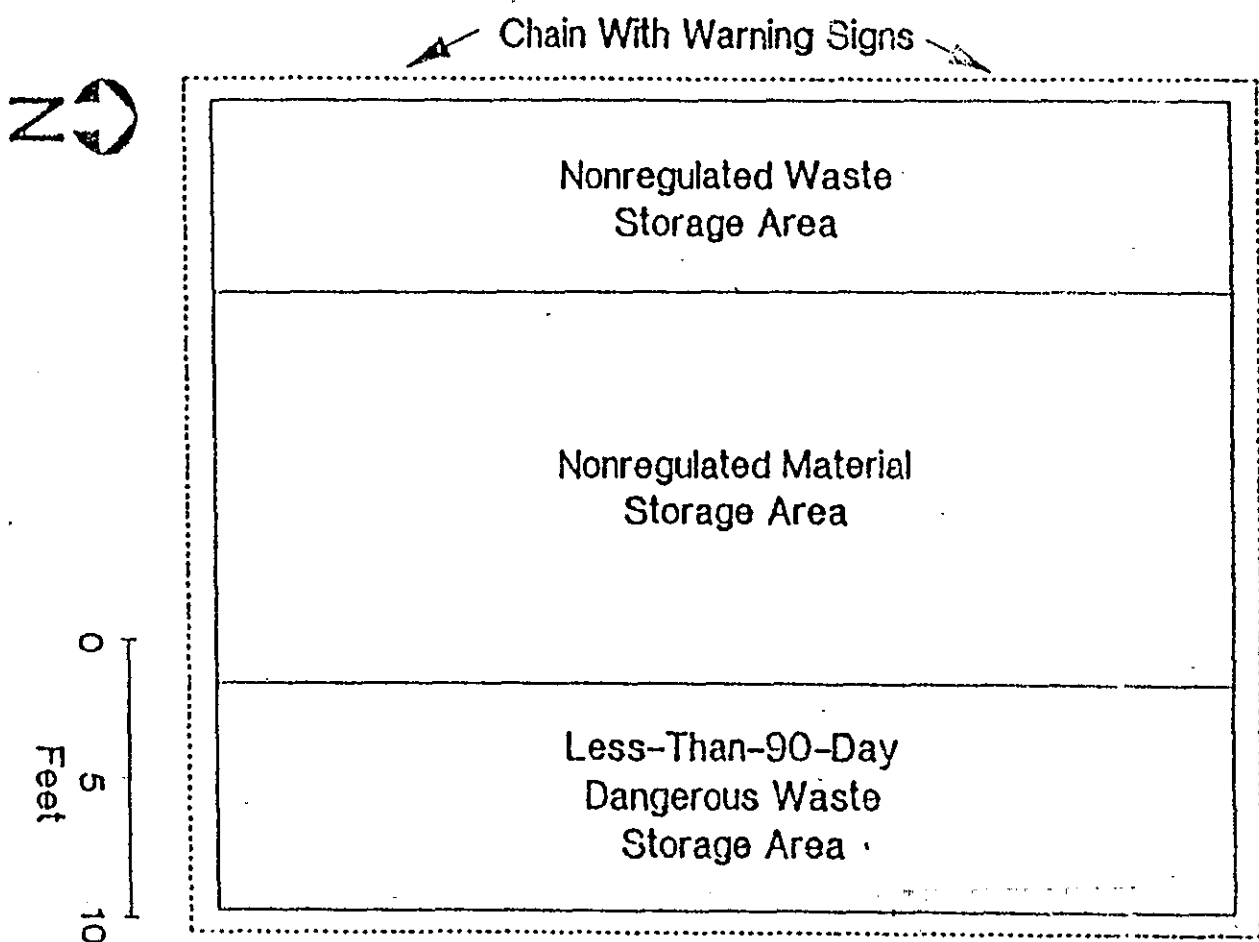 Chain With Warning Signs
N
Nonregulated Waste
Storage Area
Nonregulated Material
Storage Area
Less-Than-90-Day
Dangerous Waste
Storage Area
0
5
10
Feet